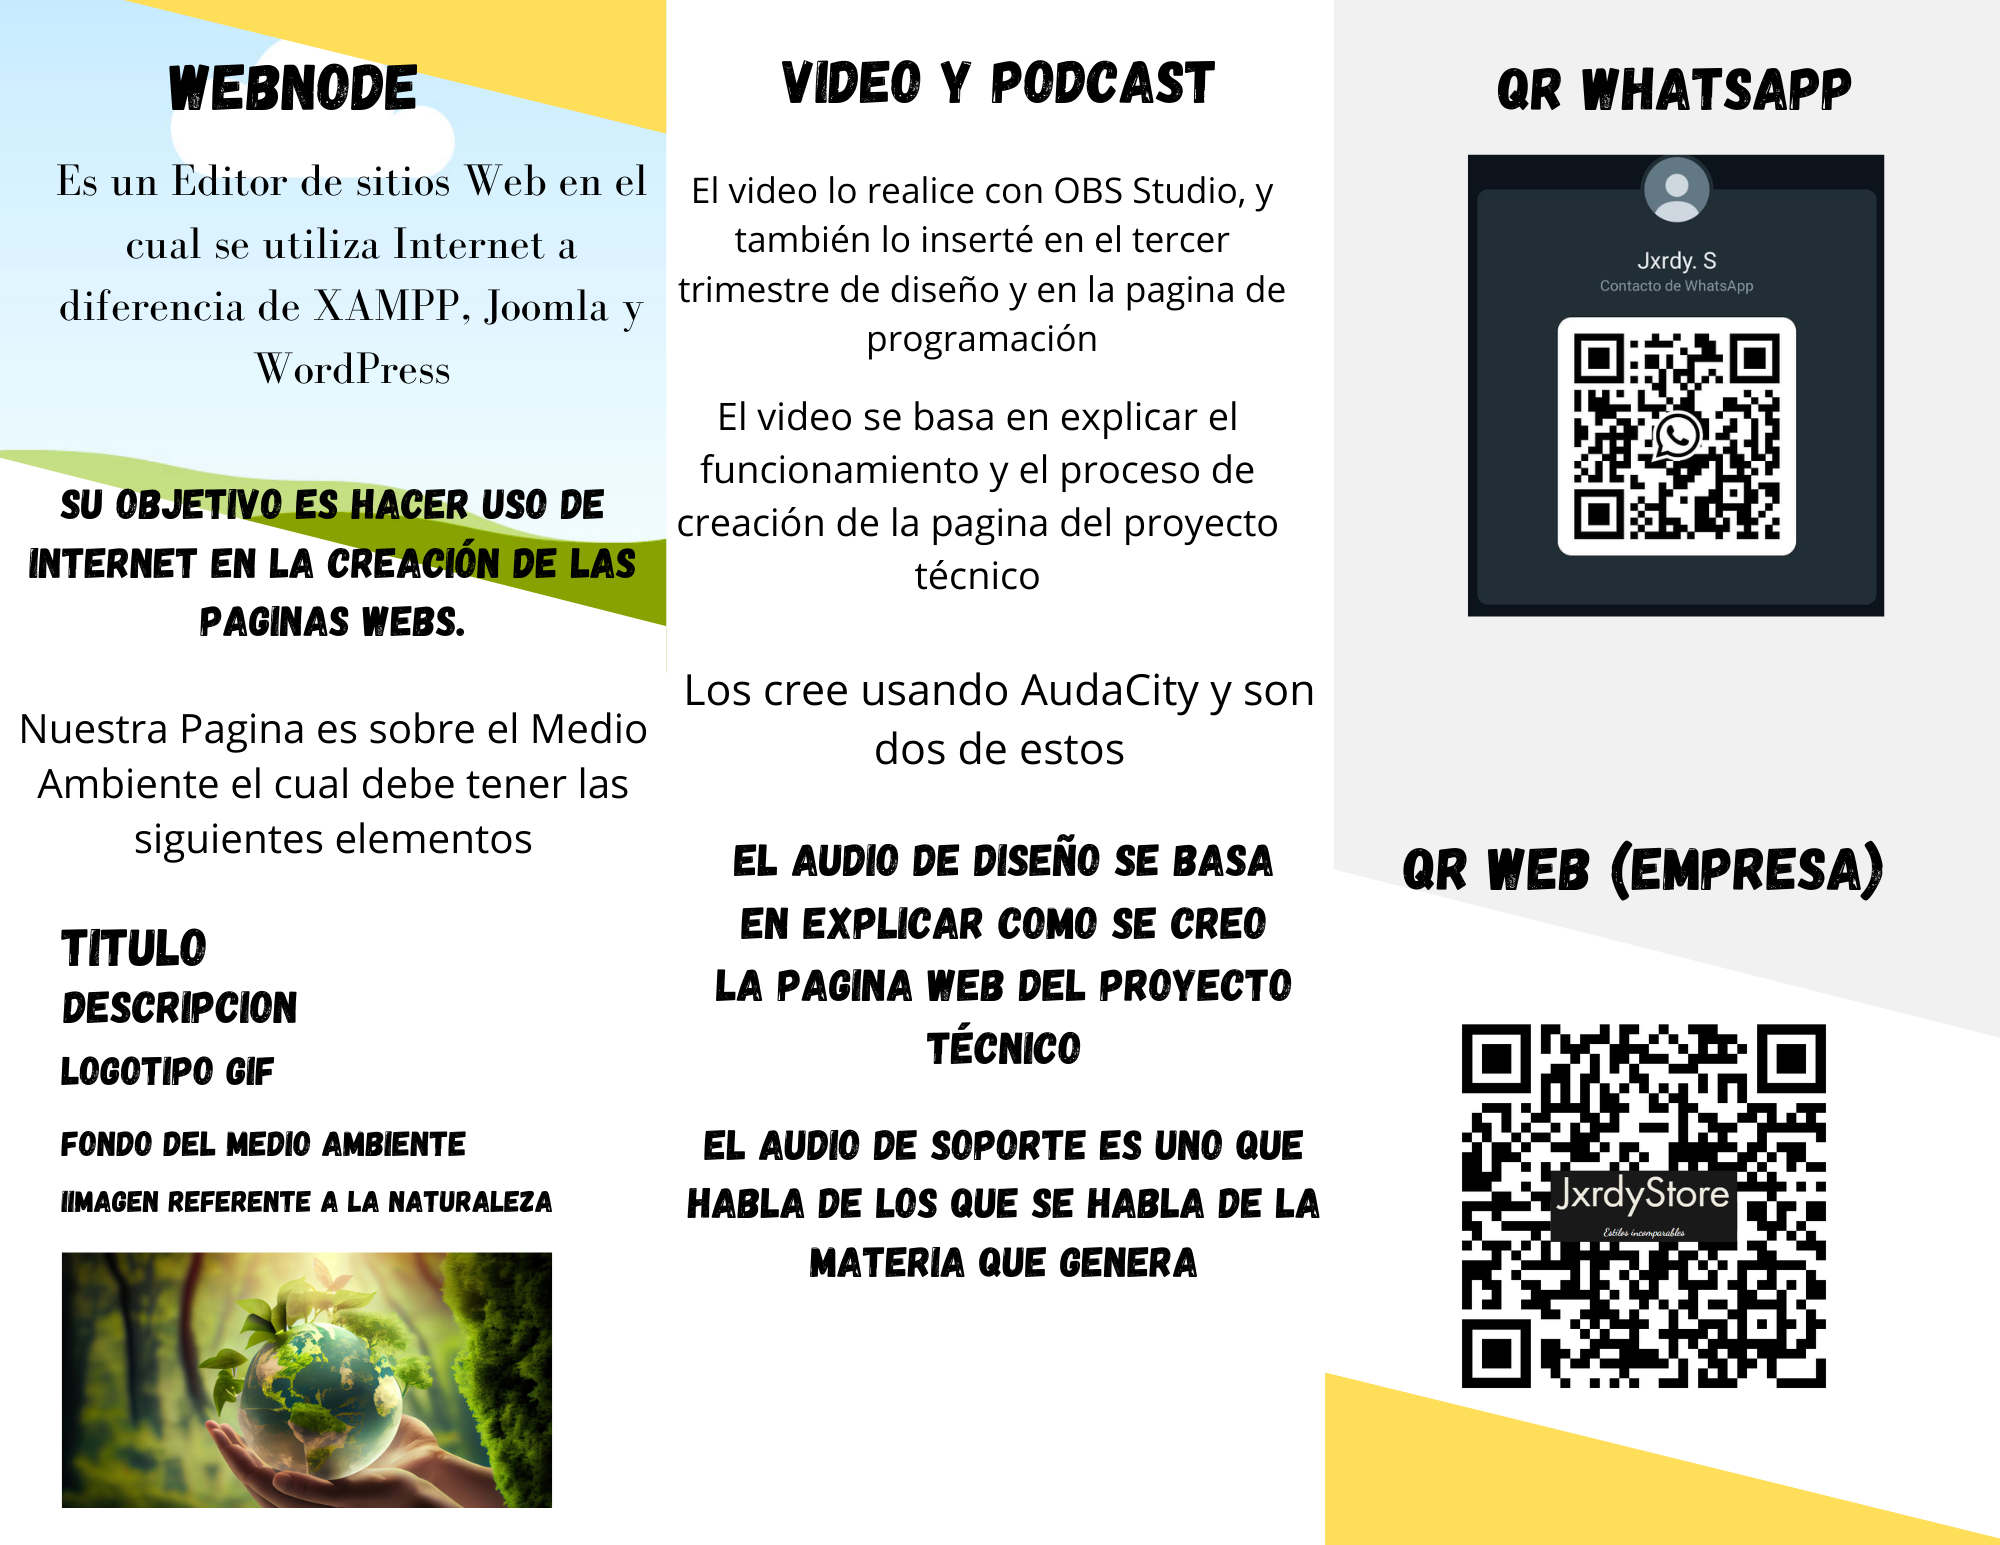 WEBNODE
Es un Editor de sitios Web en el
cual se utiliza Internet a
diferencia de XAMPP, Joomla y
WordPress
SU OBJETIVO ES HACER USO DE
INTERNET EN LA CREACIÓN DE LAS
PAGINAS WEBS.
Nuestra Pagina es sobre el Medio
Ambiente el cual debe tener las
siguientes elementos
TITULO
DESCRIPCION
LOGOTIPO GIF
FONDO DEL MEDIO AMBIENTE
IIMAGEN REFERENTE A LA NATURALEZA
VIDEO Y PODCAST
El video lo realice con OBS Studio, y
también lo inserté en el tercer
trimestre de diseño y en la pagina de
programación
El video se basa en explicar el
funcionamiento y el proceso de
creación de la pagina del proyecto
técnico
Los cree usando AudaCity y son
dos de estos
EL AUDIO DE DISEÑO SE BASA
EN EXPLICAR COMO SE CREO
LA PAGINA WEB DEL PROYECTO
TÉCNICO
EL AUDIO DE SOPORTE ES UNO QUE
HABLA DE LOS QUE SE HABLA DE LA
MATERIA QUE GENERA
QR WHATSAPP
Jxrdy. S
Contacto de WhatsApp
QR WEB (EMPRESA)
JxrdyStore
Estilos incomparables